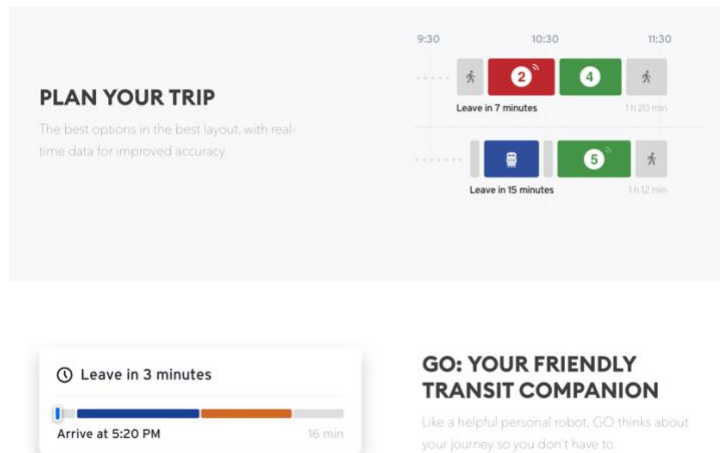 9:30 10:30 11:30
2 4
PLAN YOUR TRIP
Leave in 7 minutes 1 h 20 min
The best options in the best layout, with real-
time data for improved accuracy.
5
Leave in 15 minutes 1 h 12 min
GO: YOUR FRIENDLY
TRANSIT COMPANION
Leave in 3 minutes
Like a helpful personal robot, GO thinks about
your journey so you don't have to.
Arrive at 5:20 PM 16 min